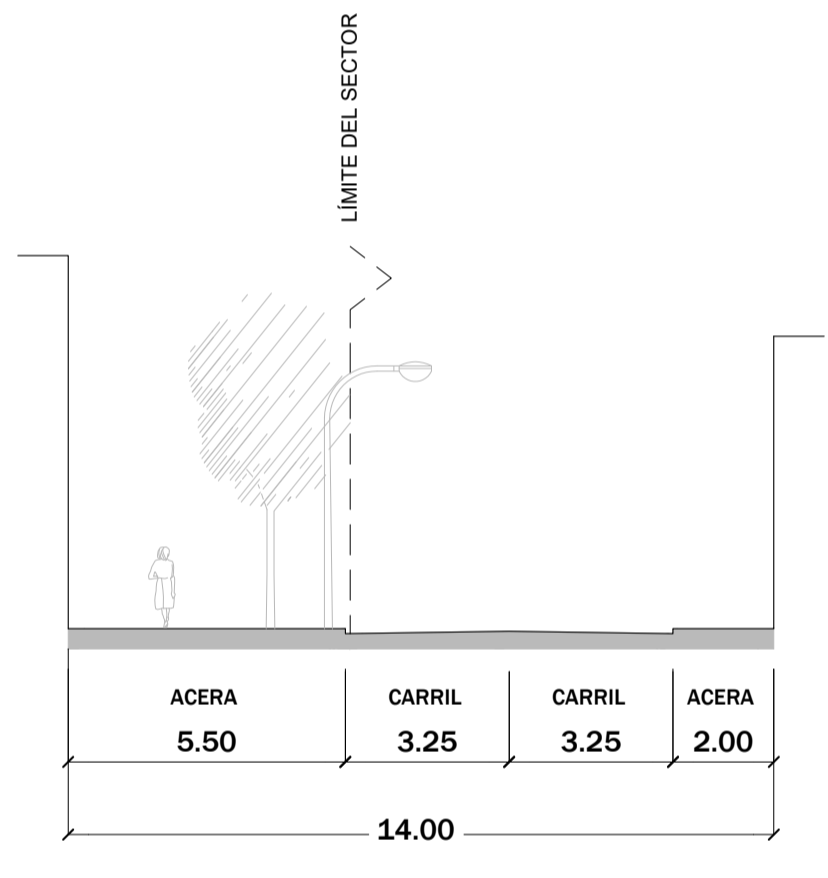 LÍMITE DEL SECTOR
ACERA CARRIL CARRIL ACERA
5.50 3.25 3.25 2.00
14.00